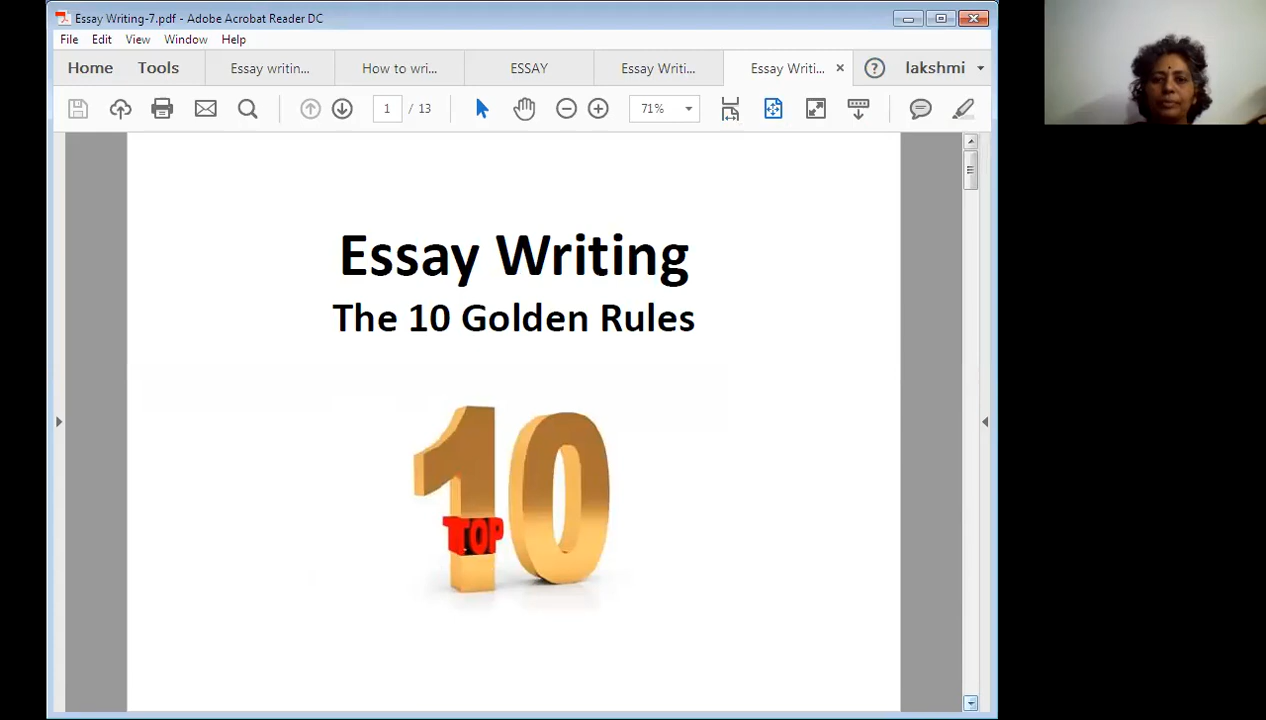 Essay Writing-7.pdf - Adobe Acrobat Reader DC
File Edit View Window Help
Home Tools Essay writin... How to wri... ESSAY Essay Writi... Essay Writi... lakshmi
1 / 13 71%
Essay Writing
The 10 Golden Rules
10
TOP